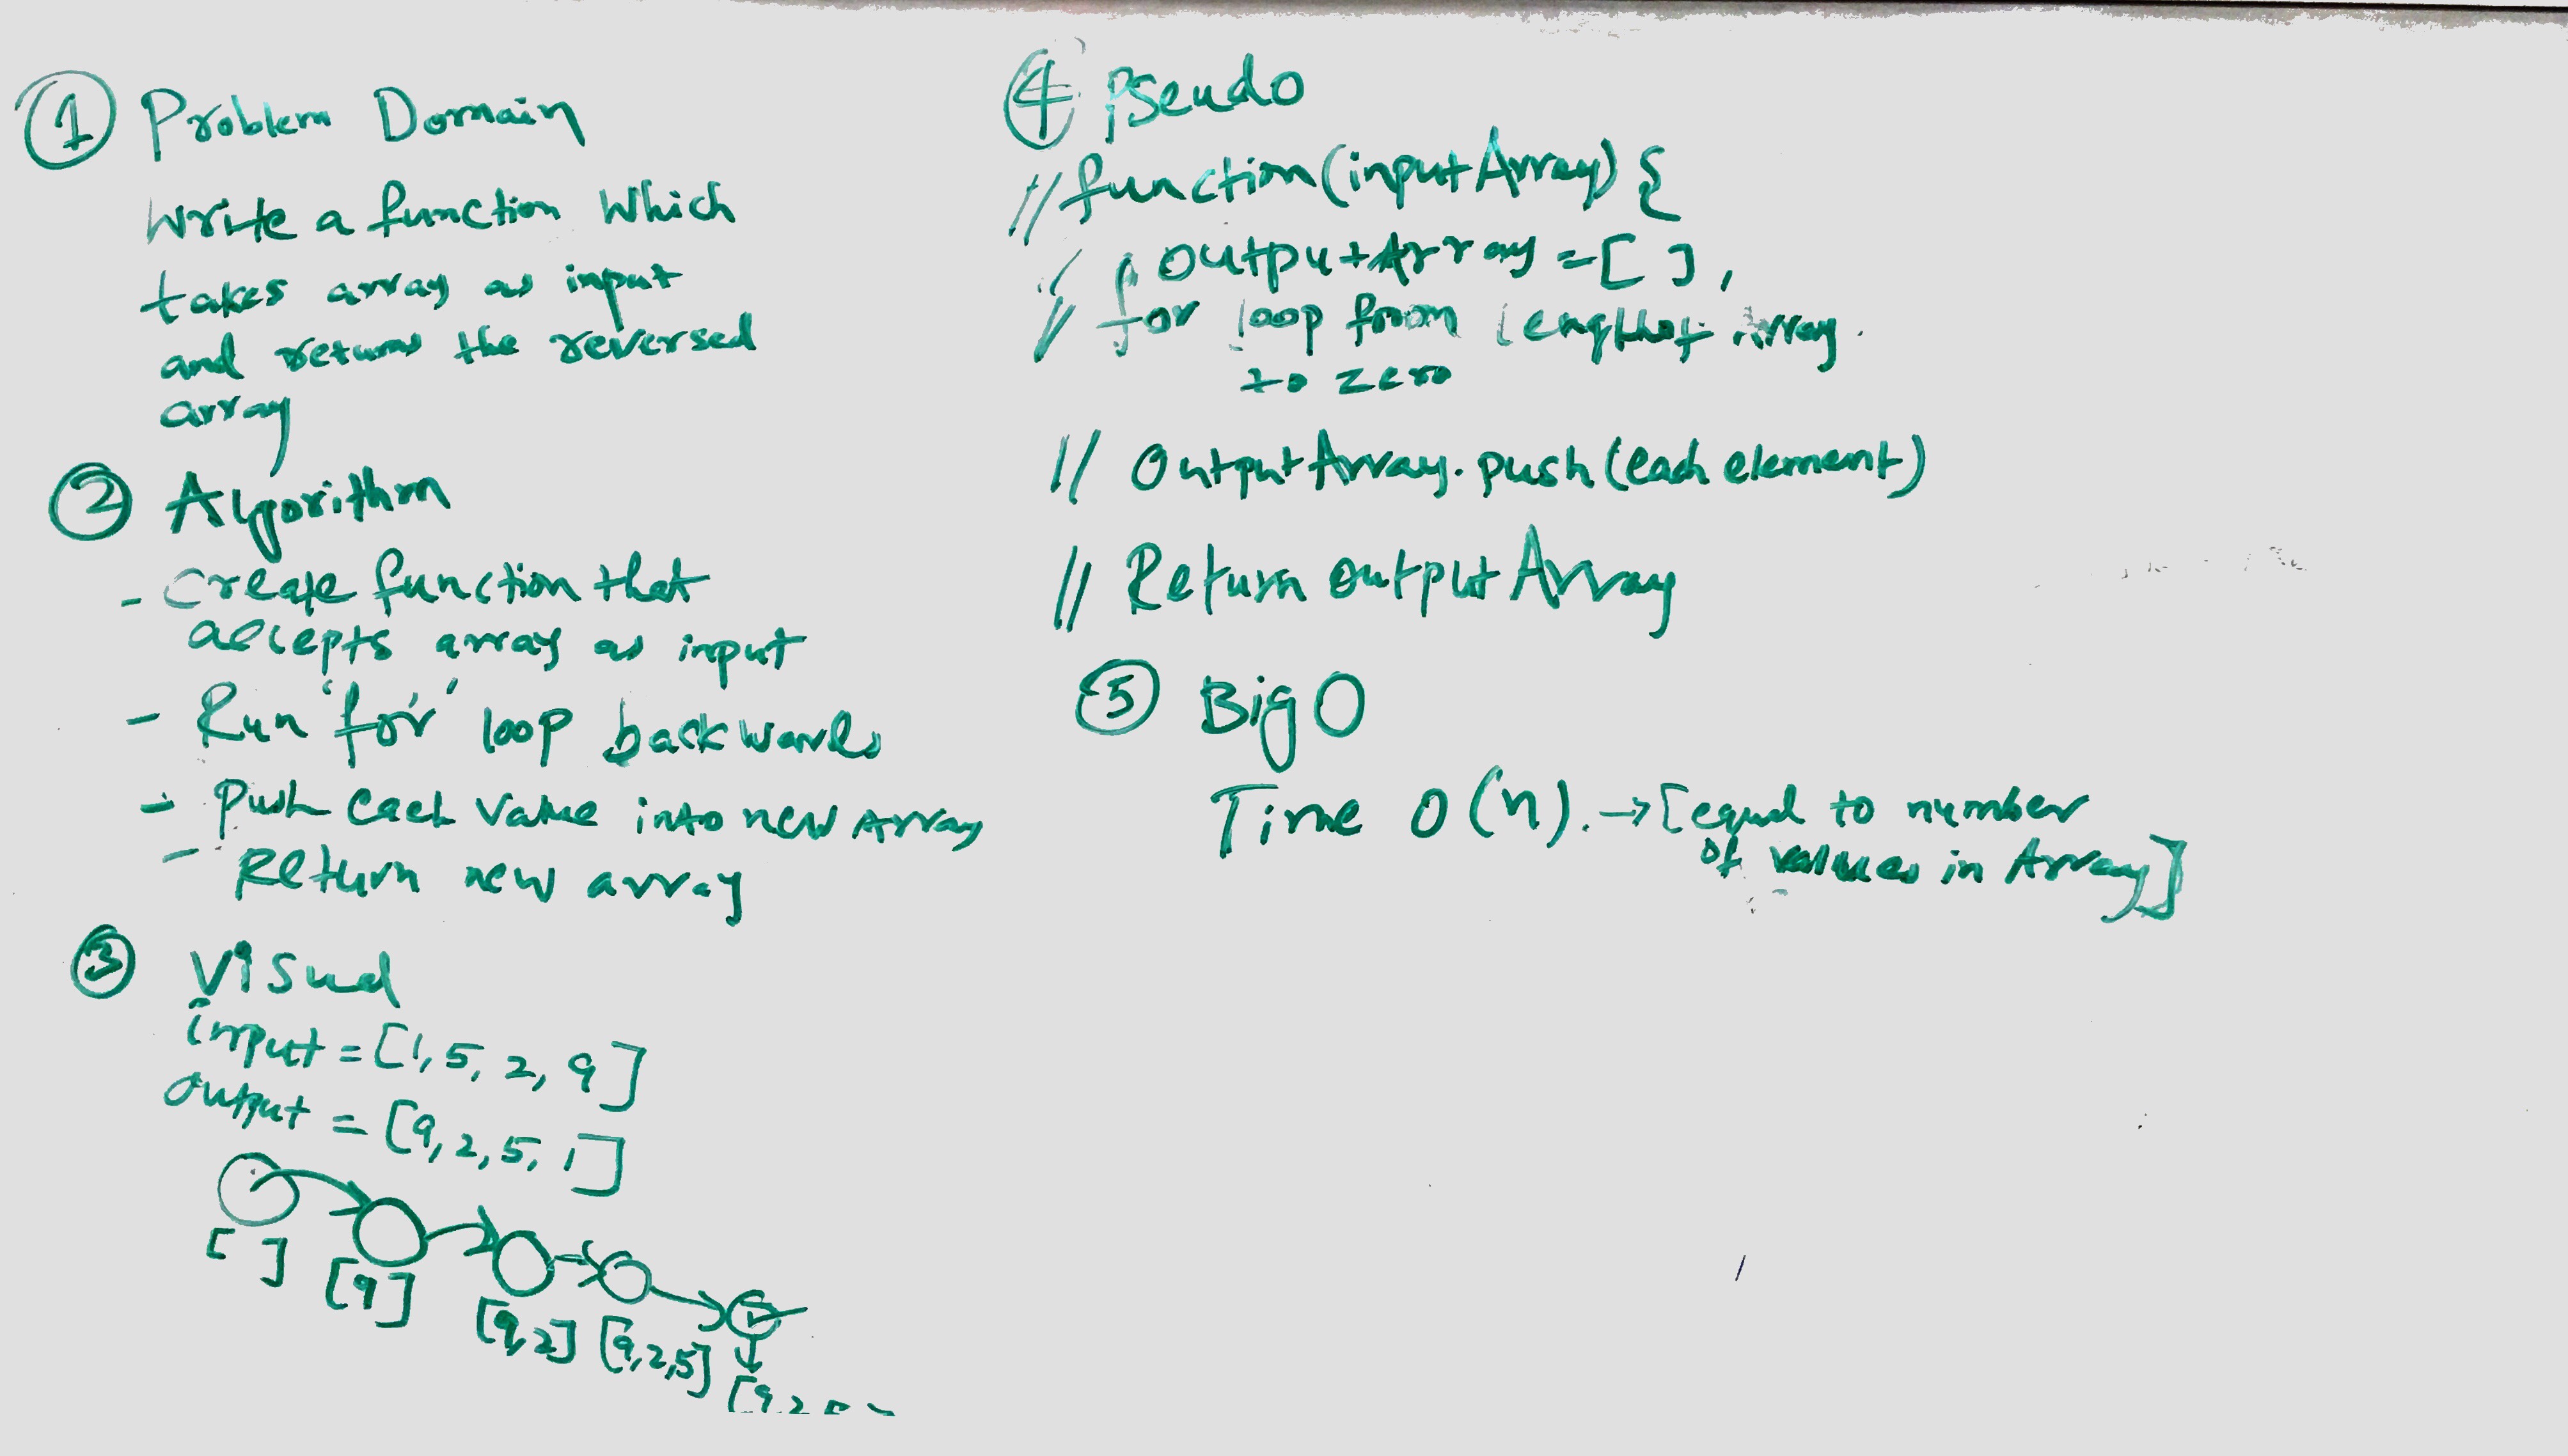 ① Problem Domain
Write a function Which
takes array as input
and returns the reversed
array
② Algorithm
- Create function that
accepts array as input
- Run 'for' loop backwards
- Push each value into new Array
- Return new array
③ Visual
input = [1, 5, 2, 9]
output = [9, 2, 5, 1]
[ ]
[9]
[9,2]
[9,2,5]
[9,2
④ Pseudo
// function(inputArray) {
// outputArray = [ ],
// for loop from lengthof Array.
to zero
// OutputArray.push(each element)
// Return outputArray
⑤ Big O
Time O(n). → [equal to number
of values in Array]